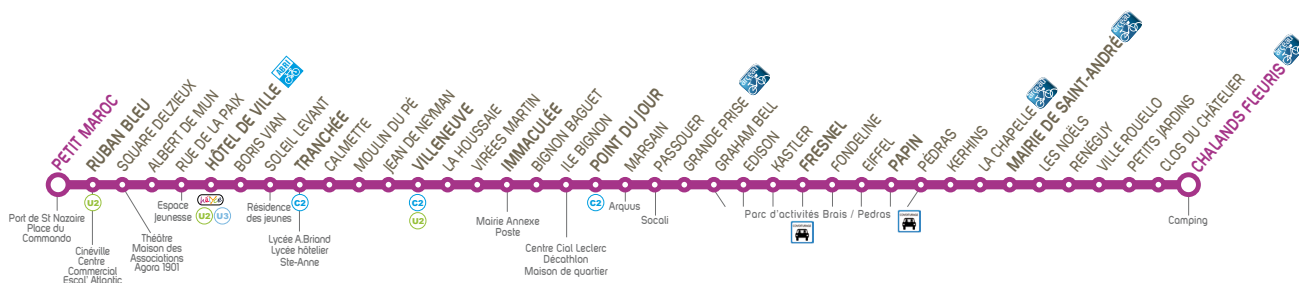 PETIT MAROC
RUBAN BLEU
SQUARE DELZIEUX
ALBERT DE MUN
RUE DE LA PAIX
HÔTEL DE VILLE
ABRI
BORIS VIAN
SOLEIL LEVANT
TRANCHÉE
CALMETTE
MOULIN DU PÉ
JEAN DE NEYMAN
VILLENEUVE
LA HOUSSAIE
VIRÉES MARTIN
IMMACULÉE
BIGNON BAGUET
ILE BIGNON
POINT DU JOUR
MARSAIN
PASSOUER
GRANDE PRISE
GRAHAM BELL
EDISON
KASTLER
FRESNEL
FONDELINE
EIFFEL
PAPIN
PÉDRAS
KERHINS
LA CHAPELLE
MAIRIE DE SAINT-ANDRÉ
LES NOËLS
RENÉGUY
VILLE ROUELLO
PETITS JARDINS
CLOS DU CHÂTELIER
CHALANDS FLEURIS
Port de St Nazaire
Place du
Commando
U2
Cinéville
Centre
Commercial
Escal' Atlantic
Théâtre
Maison des
Associations
Agora 1901
Espace
Jeunesse
hélYce
U2 U3
Résidence
des jeunes
C2
Lycée A.Briand
Lycée hôtelier
Ste-Anne
C2
U2
Mairie Annexe
Poste
Centre Cial Leclerc
Décathlon
Maison de quartier
C2
Arquus
Socali
Parc d'activités Brais / Pedras
Camping